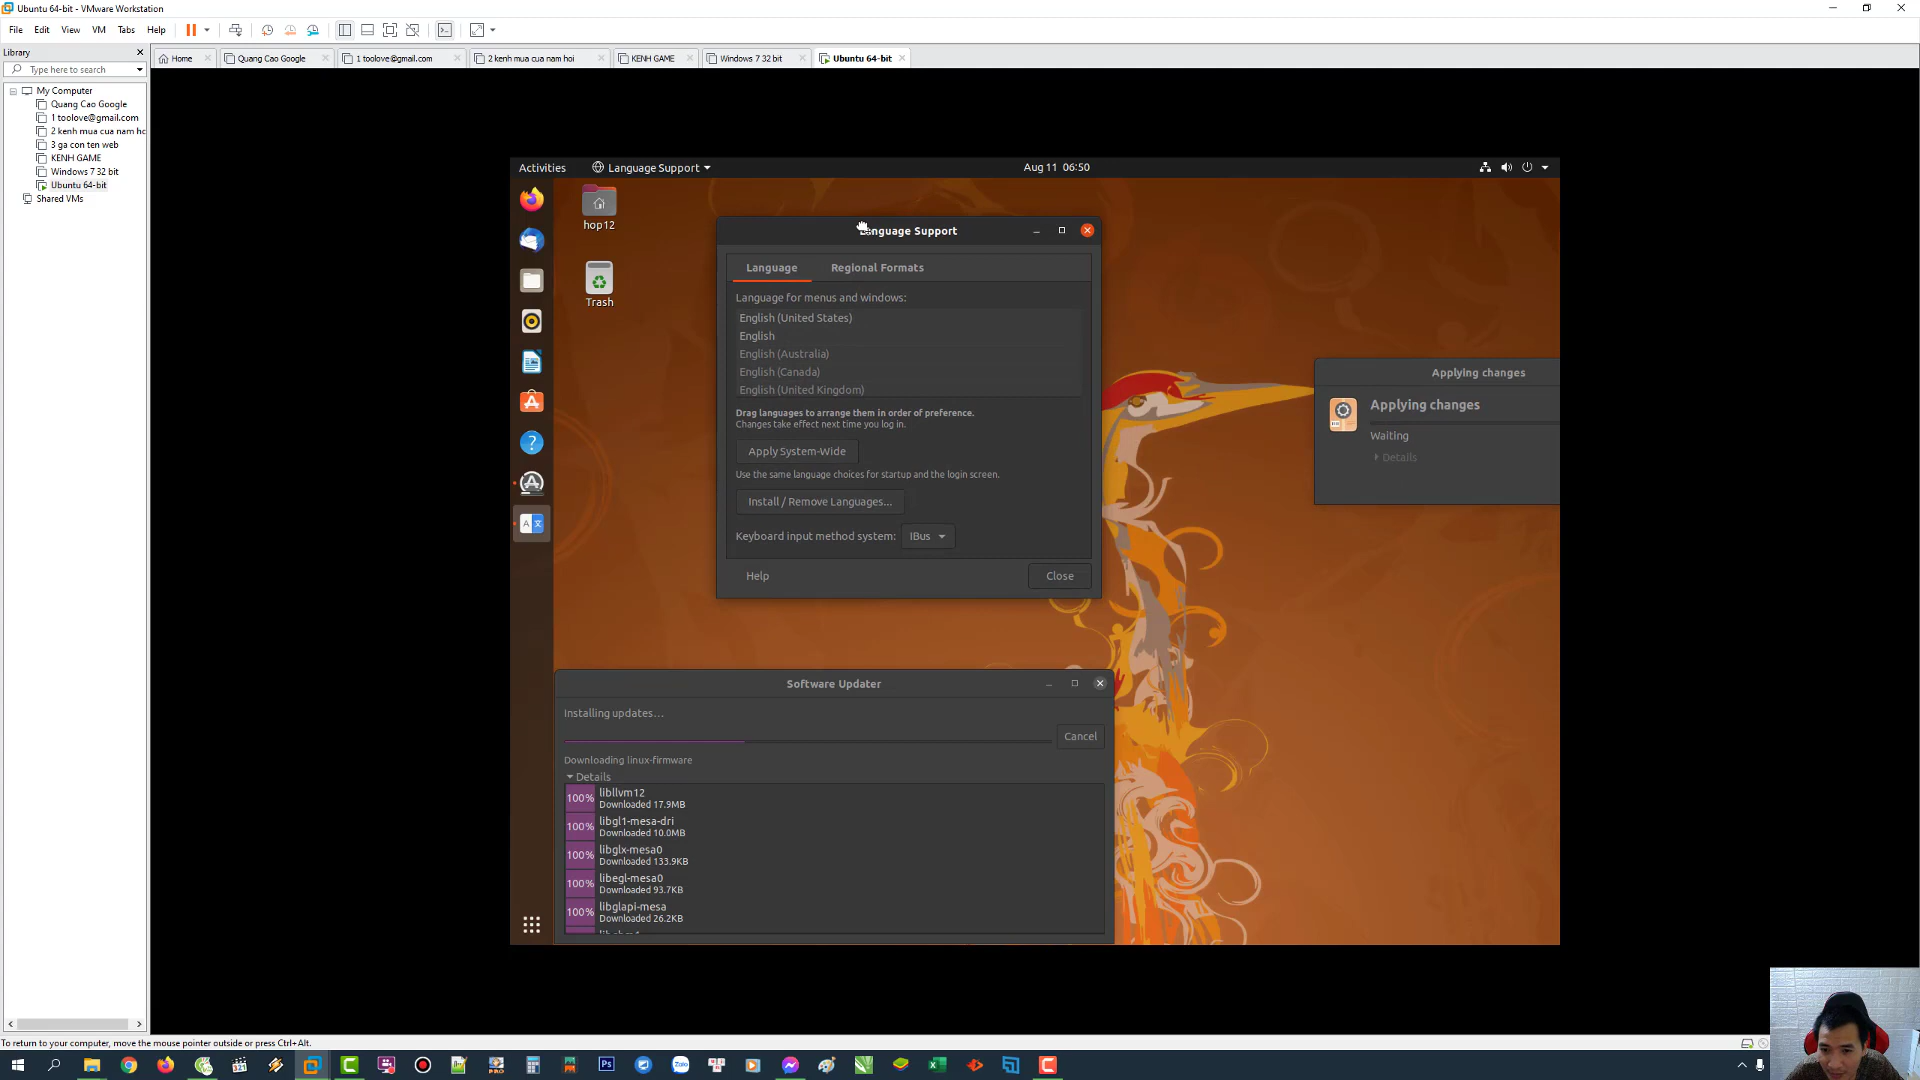 Ubuntu 64-bit - VMware Workstation
File Edit View VM Tabs Help
Library
Type here to search
My Computer
Quang Cao Google
1 toolove@gmail.com
2 kenh mua cua nam ho
3 ga con ten web
KENH GAME
Windows 7 32 bit
Ubuntu 64-bit
Shared VMs
Home Quang Cao Google 1 toolove@gmail.com 2 kenh mua cua nam hoi KENH GAME Windows 7 32 bit Ubuntu 64-bit
Activities Language Support Aug 11 06:50
hop12
Trash
Language Support
Language Regional Formats
Language for menus and windows:
English (United States)
English
English (Australia)
English (Canada)
English (United Kingdom)
Drag languages to arrange them in order of preference.
Changes take effect next time you log in.
Apply System-Wide
Use the same language choices for startup and the login screen.
Install / Remove Languages...
Keyboard input method system: IBus
Help Close
Applying changes
Applying changes
Waiting
Details
Software Updater
Installing updates...
Cancel
Downloading linux-firmware
Details
100% libllvm12
Downloaded 17.9MB
100% libgl1-mesa-dri
Downloaded 10.0MB
100% libglx-mesa0
Downloaded 133.9KB
100% libegl-mesa0
Downloaded 93.7KB
100% libglapi-mesa
Downloaded 26.2KB
To return to your computer, move the mouse pointer outside or press Ctrl+Alt.